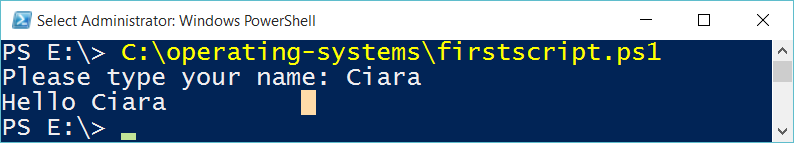 Select Administrator: Windows PowerShell
PS E:\> C:\operating-systems\firstscript.ps1
Please type your name: Ciara
Hello Ciara
PS E:\>